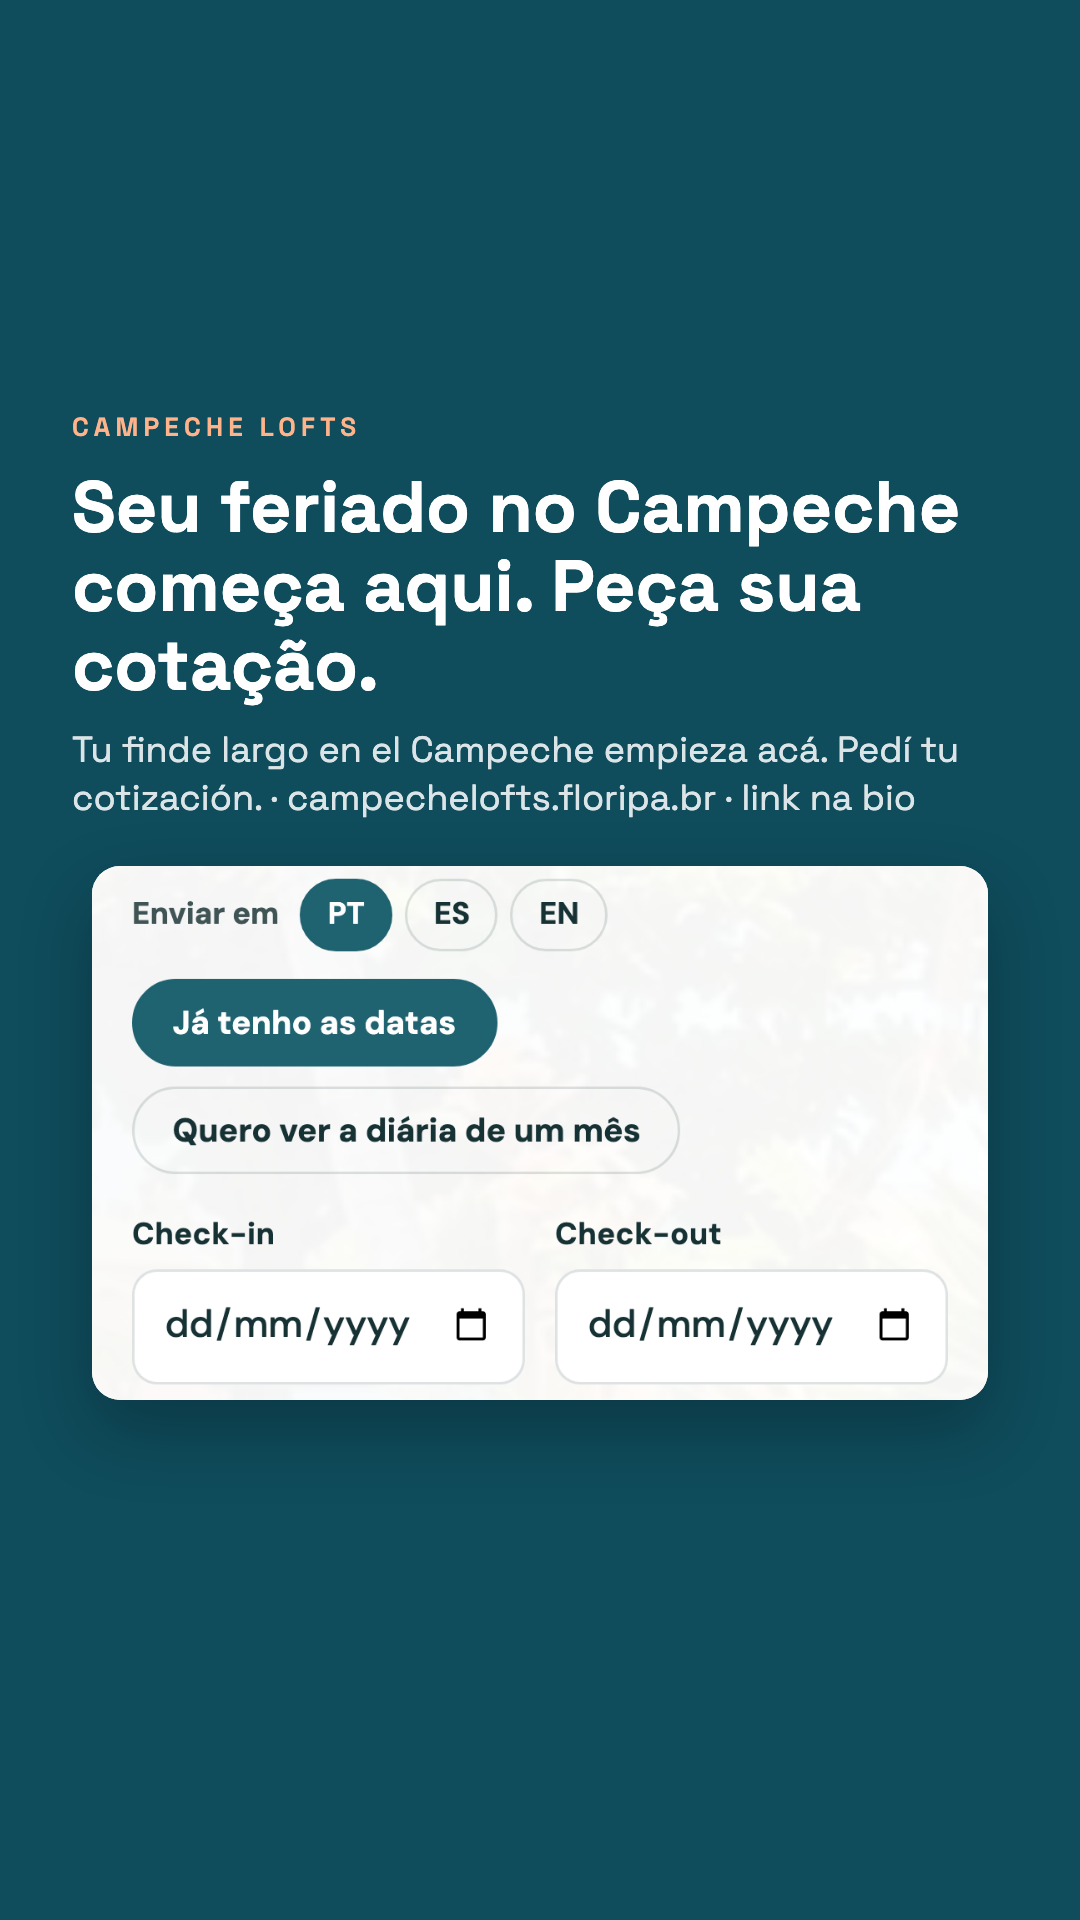 CAMPECHE LOFTS
Seu feriado no Campeche
começa aqui. Peça sua
cotação.
Tu finde largo en el Campeche empieza acá. Pedí tu
cotización. · campechelofts.floripa.br · link na bio
Enviar em PT ES EN
Já tenho as datas
Quero ver a diária de um mês
Check-in Check-out
dd/mm/yyyy dd/mm/yyyy